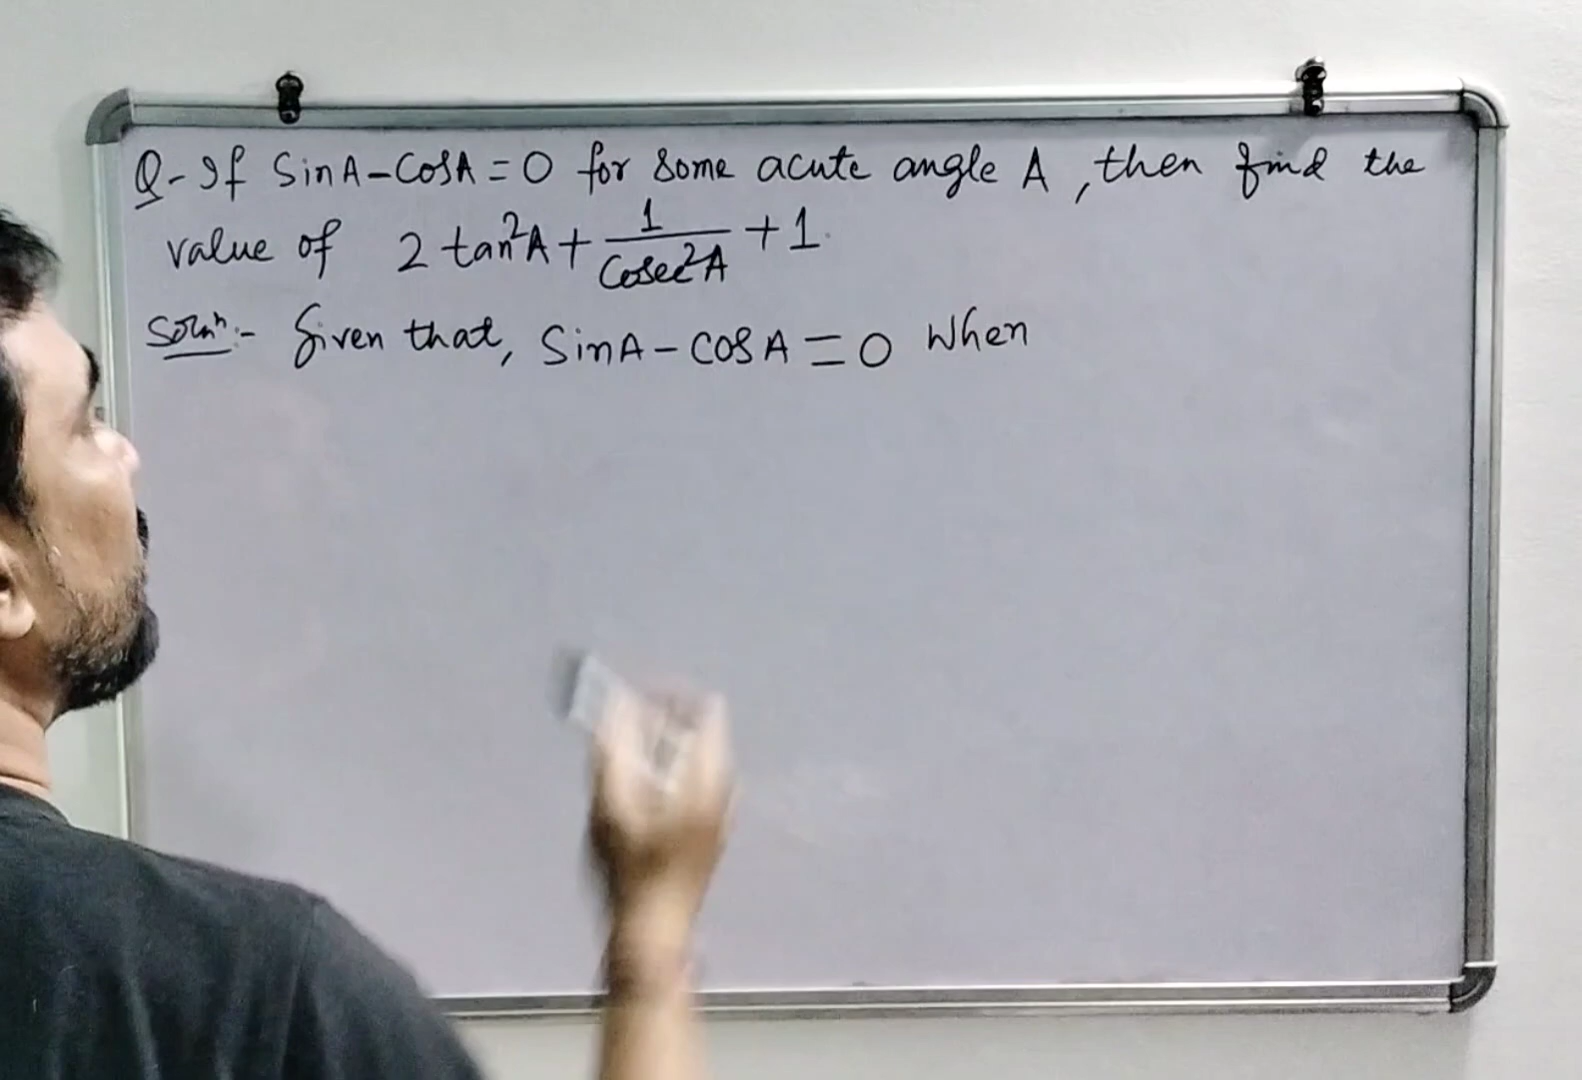 Q- If SinA-CosA=0 for some acute angle A, then find the
value of 2 tan²A+ 1/Cosec²A +1.
Solnⁿ:- Given that, SinA-COSA=0 When